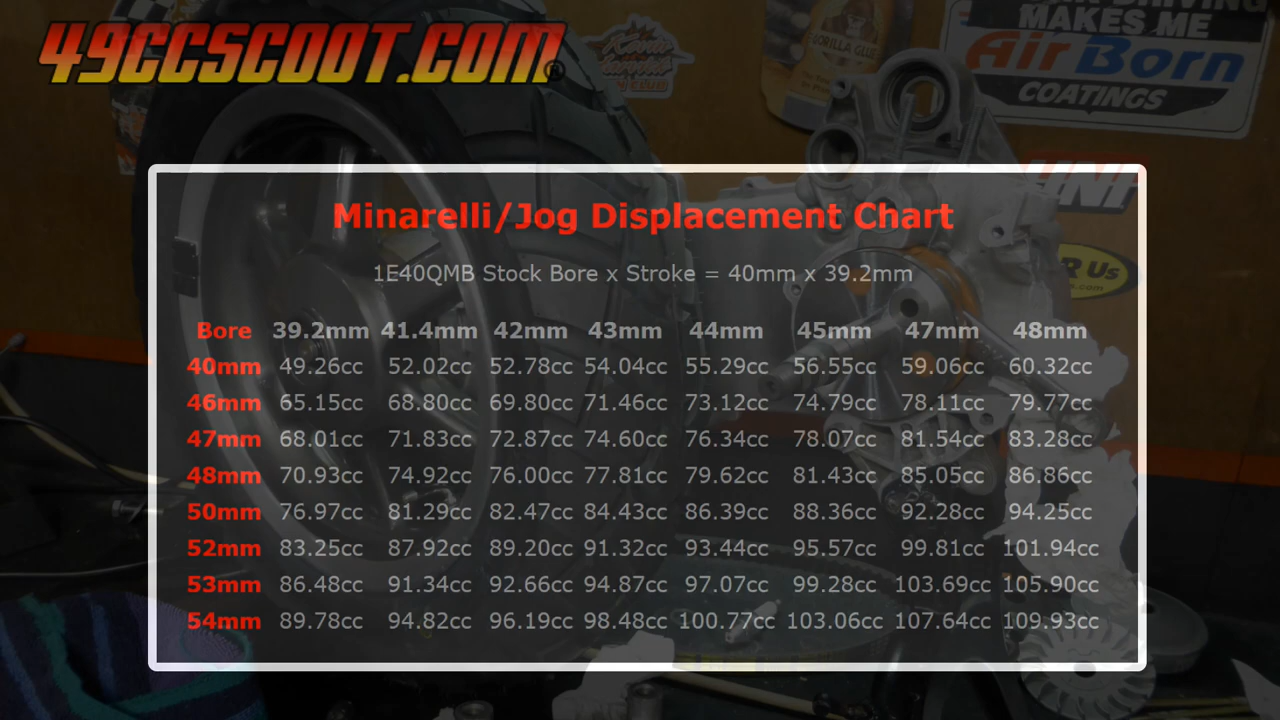 49CCSCOOT.COM®
GORILLA GLUE
MAKES ME
Air Born
COATINGS
Minarelli/Jog Displacement Chart
1E40QMB Stock Bore x Stroke = 40mm x 39.2mm
Bore 39.2mm 41.4mm 42mm 43mm 44mm 45mm 47mm 48mm
40mm 49.26cc 52.02cc 52.78cc 54.04cc 55.29cc 56.55cc 59.06cc 60.32cc
46mm 65.15cc 68.80cc 69.80cc 71.46cc 73.12cc 74.79cc 78.11cc 79.77cc
47mm 68.01cc 71.83cc 72.87cc 74.60cc 76.34cc 78.07cc 81.54cc 83.28cc
48mm 70.93cc 74.92cc 76.00cc 77.81cc 79.62cc 81.43cc 85.05cc 86.86cc
50mm 76.97cc 81.29cc 82.47cc 84.43cc 86.39cc 88.36cc 92.28cc 94.25cc
52mm 83.25cc 87.92cc 89.20cc 91.32cc 93.44cc 95.57cc 99.81cc 101.94cc
53mm 86.48cc 91.34cc 92.66cc 94.87cc 97.07cc 99.28cc 103.69cc 105.90cc
54mm 89.78cc 94.82cc 96.19cc 98.48cc 100.77cc 103.06cc 107.64cc 109.93cc